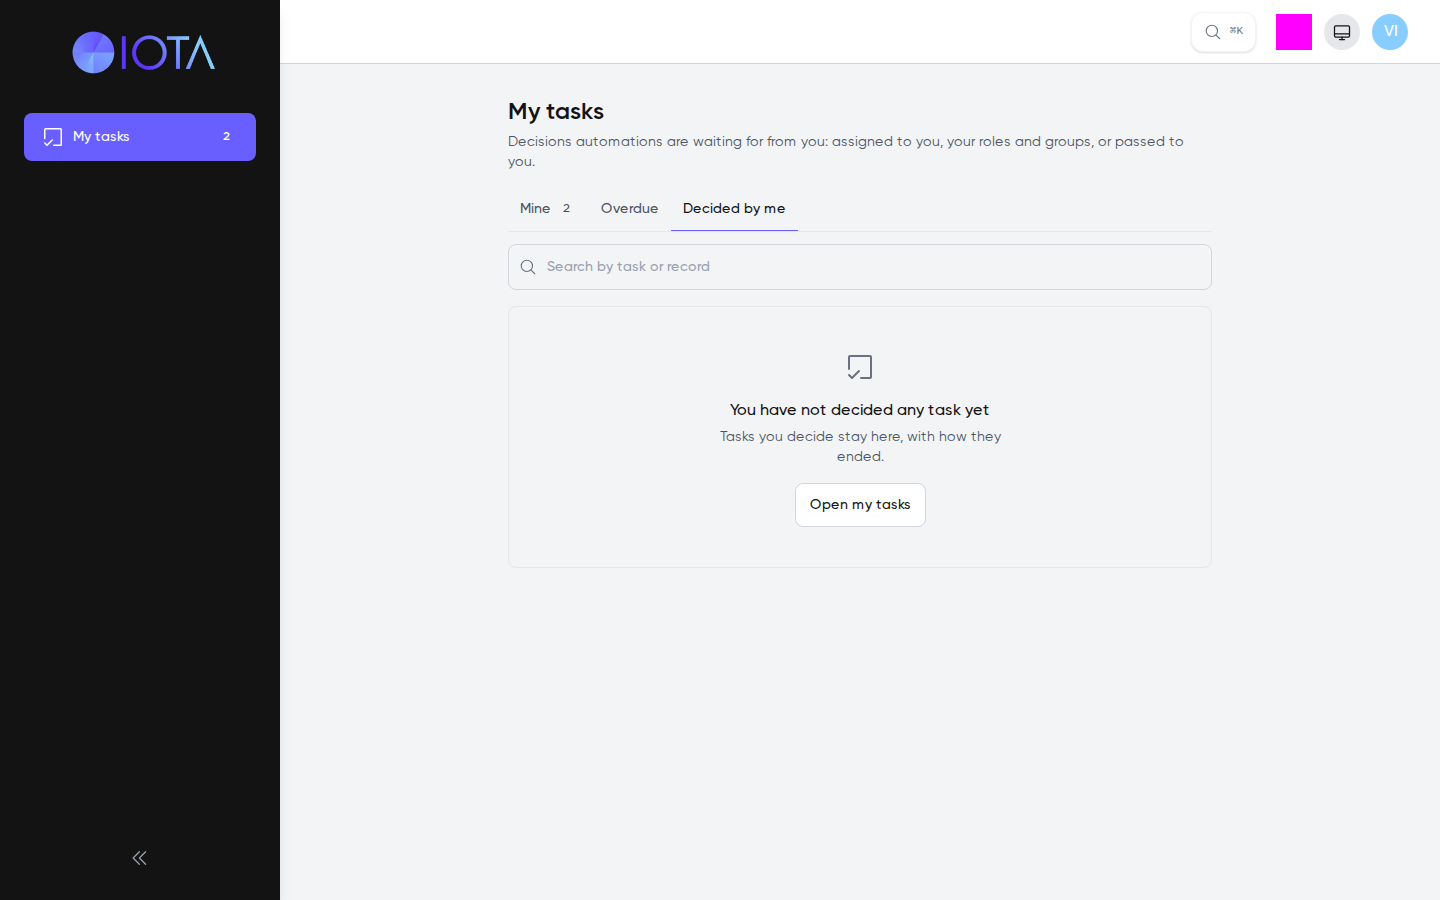 IOTA
⌘K
VI
My tasks
2
My tasks
Decisions automations are waiting for from you: assigned to you, your roles and groups, or passed to
you.
Mine 2
Overdue
Decided by me
Search by task or record
You have not decided any task yet
Tasks you decide stay here, with how they
ended.
Open my tasks